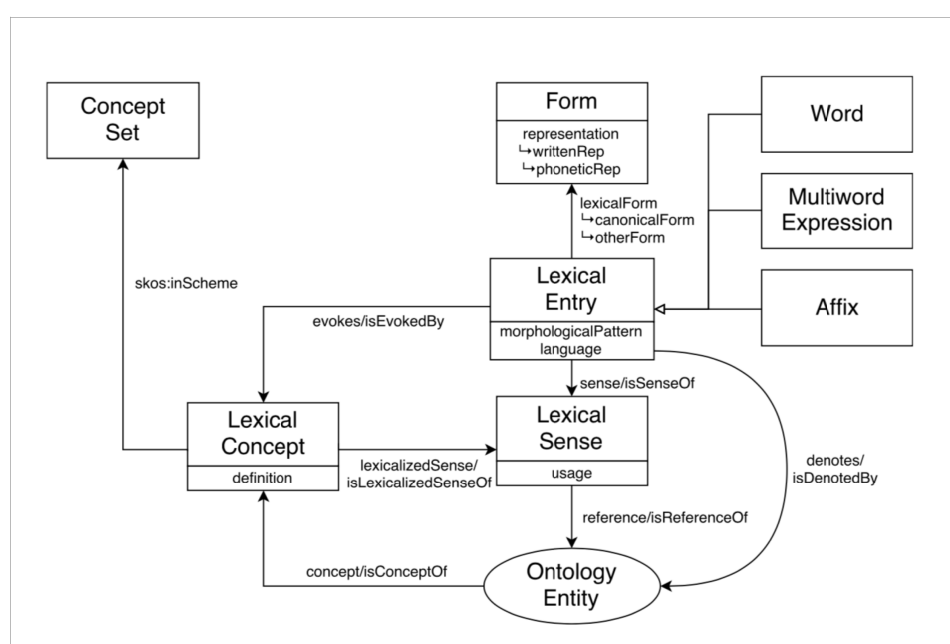 Concept
Set
Form
representation
↳writtenRep
↳phoneticRep
Word
Multiword
Expression
Affix
lexicalForm
↳canonicalForm
↳otherForm
skos:inScheme
Lexical
Entry
morphologicalPattern
language
evokes/isEvokedBy
sense/isSenseOf
Lexical
Concept
definition
lexicalizedSense/
isLexicalizedSenseOf
Lexical
Sense
usage
denotes/
isDenotedBy
reference/isReferenceOf
concept/isConceptOf
Ontology
Entity